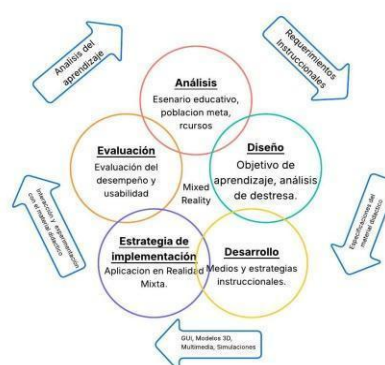 Analisis del
aprendizaje
Requerimientos
Instruccionales
Análisis
Esenario educativo,
poblacion meta,
rcursos
Evaluación
Evaluación del
desempeño y
usabilidad
Mixed
Reality
Diseño
Objetivo de
aprendizaje, análisis
de destresa.
Interacción y experimentación
con el material didáctico
Especificaciones del
material didáctico
Estrategia de
implementación
Aplicacion en Realidad
Mixta.
Desarrollo
Medios y estrategias
instruccionales.
GUI, Modelos 3D,
Multimedia, Simulaciones